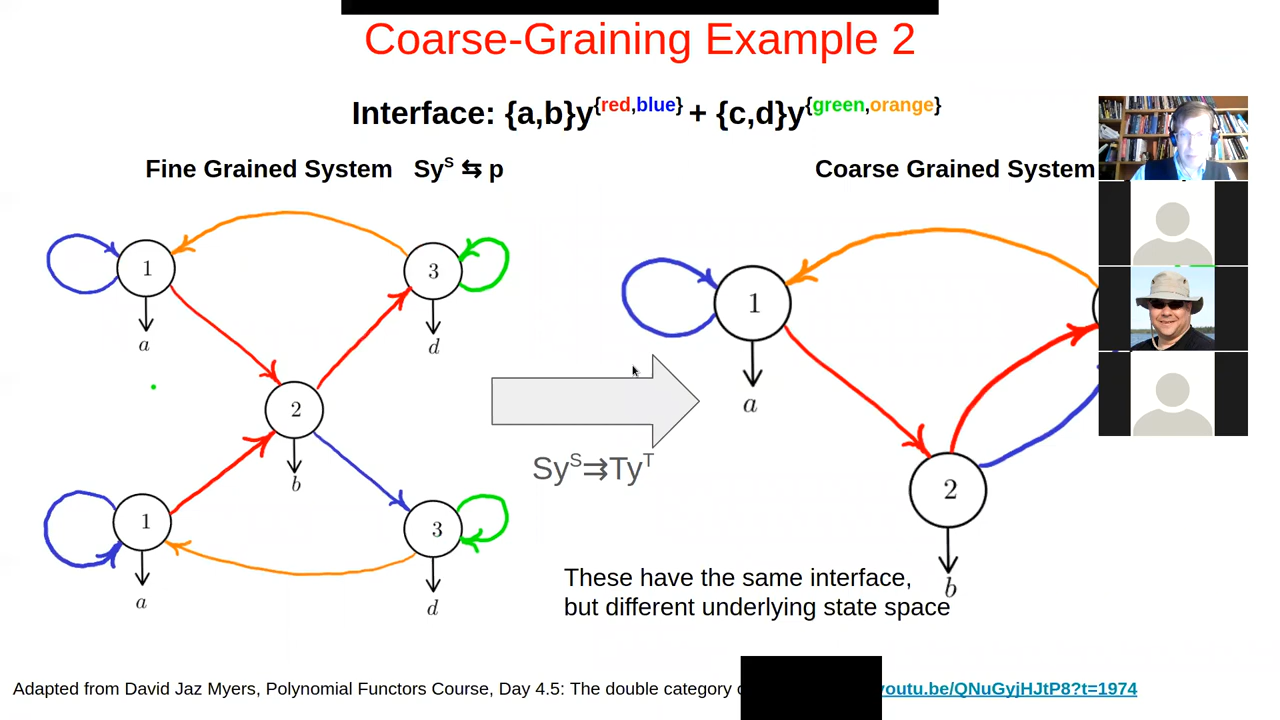 Coarse-Graining Example 2
Interface: {a,b}y^{red,blue} + {c,d}y^{green,orange}
Fine Grained System Sy^S ⇆ p
Coarse Grained System
1
3
a
d
2
b
1
3
a
d
Sy^S⇉Ty^T
1
a
2
b
These have the same interface,
but different underlying state space
Adapted from David Jaz Myers, Polynomial Functors Course, Day 4.5: The double category youtu.be/QNuGyjHJtP8?t=1974